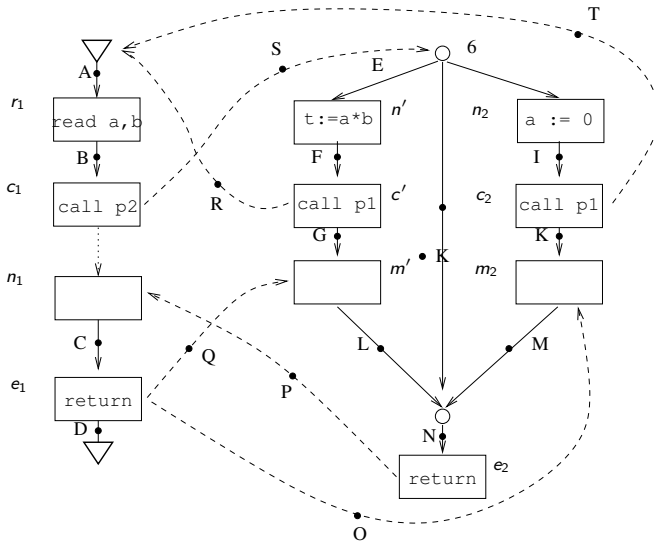 T
S
6
E
A
r1
read a,b
t:=a*b
n′
n2
a := 0
B
F
I
c1
call p2
R
call p1
c′
c2
call p1
G
K
K
n1
m′
m2
C
Q
L
M
P
e1
return
D
N
return
e2
O